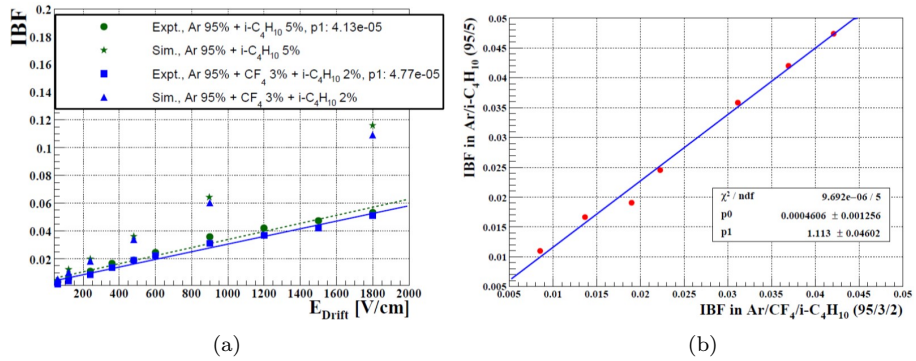 IBF
0.2
0.18
0.16
0.14
0.12
0.1
0.08
0.06
0.04
0.02
Expt., Ar 95% + i-C4H10 5%, p1: 4.13e-05
Sim., Ar 95% + i-C4H10 5%
Expt., Ar 95% + CF4 3% + i-C4H10 2%, p1: 4.77e-05
Sim., Ar 95% + CF4 3% + i-C4H10 2%
200 400 600 800 1000 1200 1400 1600 1800 2000
EDrift [V/cm]
(a)
IBF in Ar/i-C4H10 (95/5)
0.05
0.045
0.04
0.035
0.03
0.025
0.02
0.015
0.01
0.005
χ2 / ndf 9.692e-06 / 5
p0 0.0004606 ± 0.001256
p1 1.113 ± 0.04602
0.005 0.01 0.015 0.02 0.025 0.03 0.035 0.04 0.045 0.05
IBF in Ar/CF4/i-C4H10 (95/3/2)
(b)